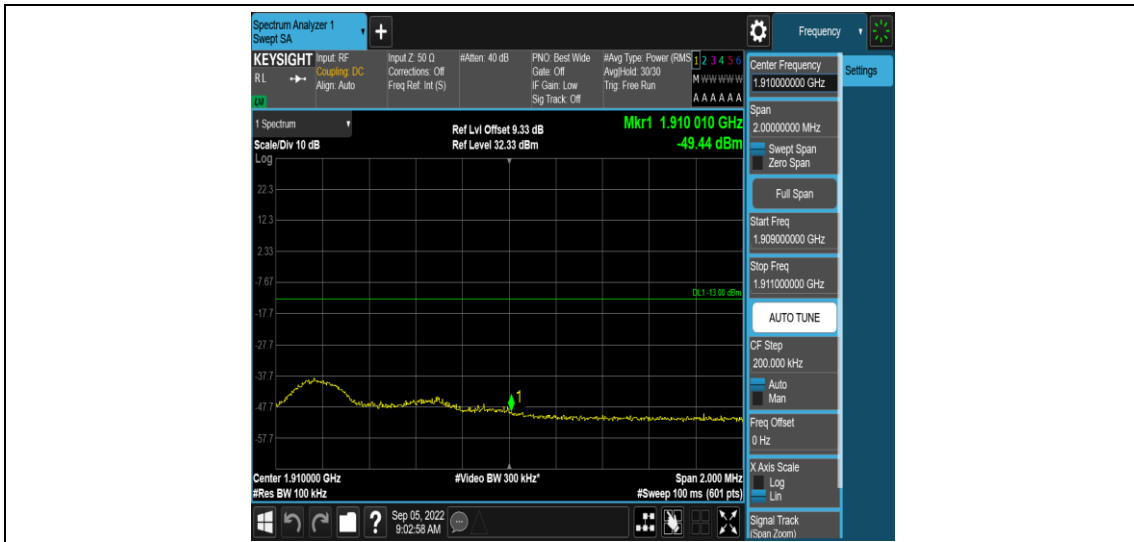 Spectrum Analyzer 1
Swept SA
+
Frequency
KEYSIGHT Input: RF
RL
Coupling: DC
Align: Auto
LXI
Input Z: 50 Ω
Corrections: Off
Freq Ref: Int (S)
#Atten: 40 dB
PNO: Best Wide
Gate: Off
IF Gain: Low
Sig Track: Off
#Avg Type: Power (RMS
Avg|Hold: 30/30
Trig: Free Run
1 2 3 4 5 6
M W W W W W
A A A A A A
Center Frequency
1.910000000 GHz
Settings
Span
2.00000000 MHz
Swept Span
Zero Span
Full Span
Start Freq
1.909000000 GHz
Stop Freq
1.911000000 GHz
AUTO TUNE
CF Step
200.000 kHz
Auto
Man
Freq Offset
0 Hz
X Axis Scale
Log
Lin
Signal Track
(Span Zoom)
1 Spectrum
Scale/Div 10 dB
Ref Lvl Offset 9.33 dB
Ref Level 32.33 dBm
Mkr1 1.910 010 GHz
-49.44 dBm
Log
22.3
12.3
2.33
-7.67
DL1 -13.00 dBm
-17.7
-27.7
-37.7
1
-47.7
-57.7
Center 1.910000 GHz
#Res BW 100 kHz
#Video BW 300 kHz*
Span 2.000 MHz
#Sweep 100 ms (601 pts)
?
Sep 05, 2022
9:02:58 AM